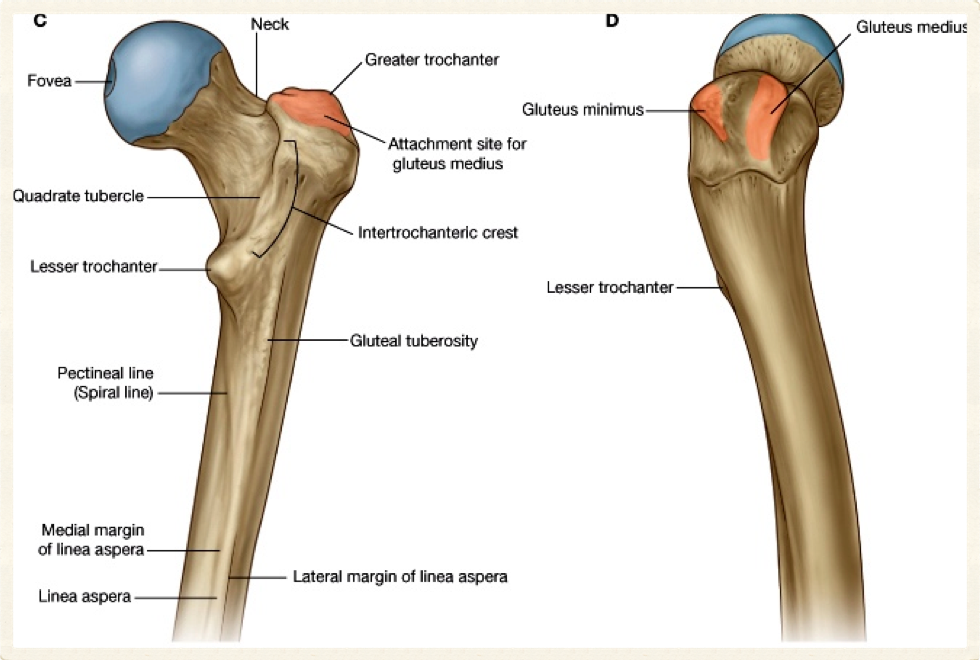 C
Neck
Greater trochanter
Fovea
Attachment site for
gluteus medius
Quadrate tubercle
Intertrochanteric crest
Lesser trochanter
Gluteal tuberosity
Pectineal line
(Spiral line)
Medial margin
of linea aspera
Lateral margin of linea aspera
Linea aspera
D
Gluteus medius
Gluteus minimus
Lesser trochanter